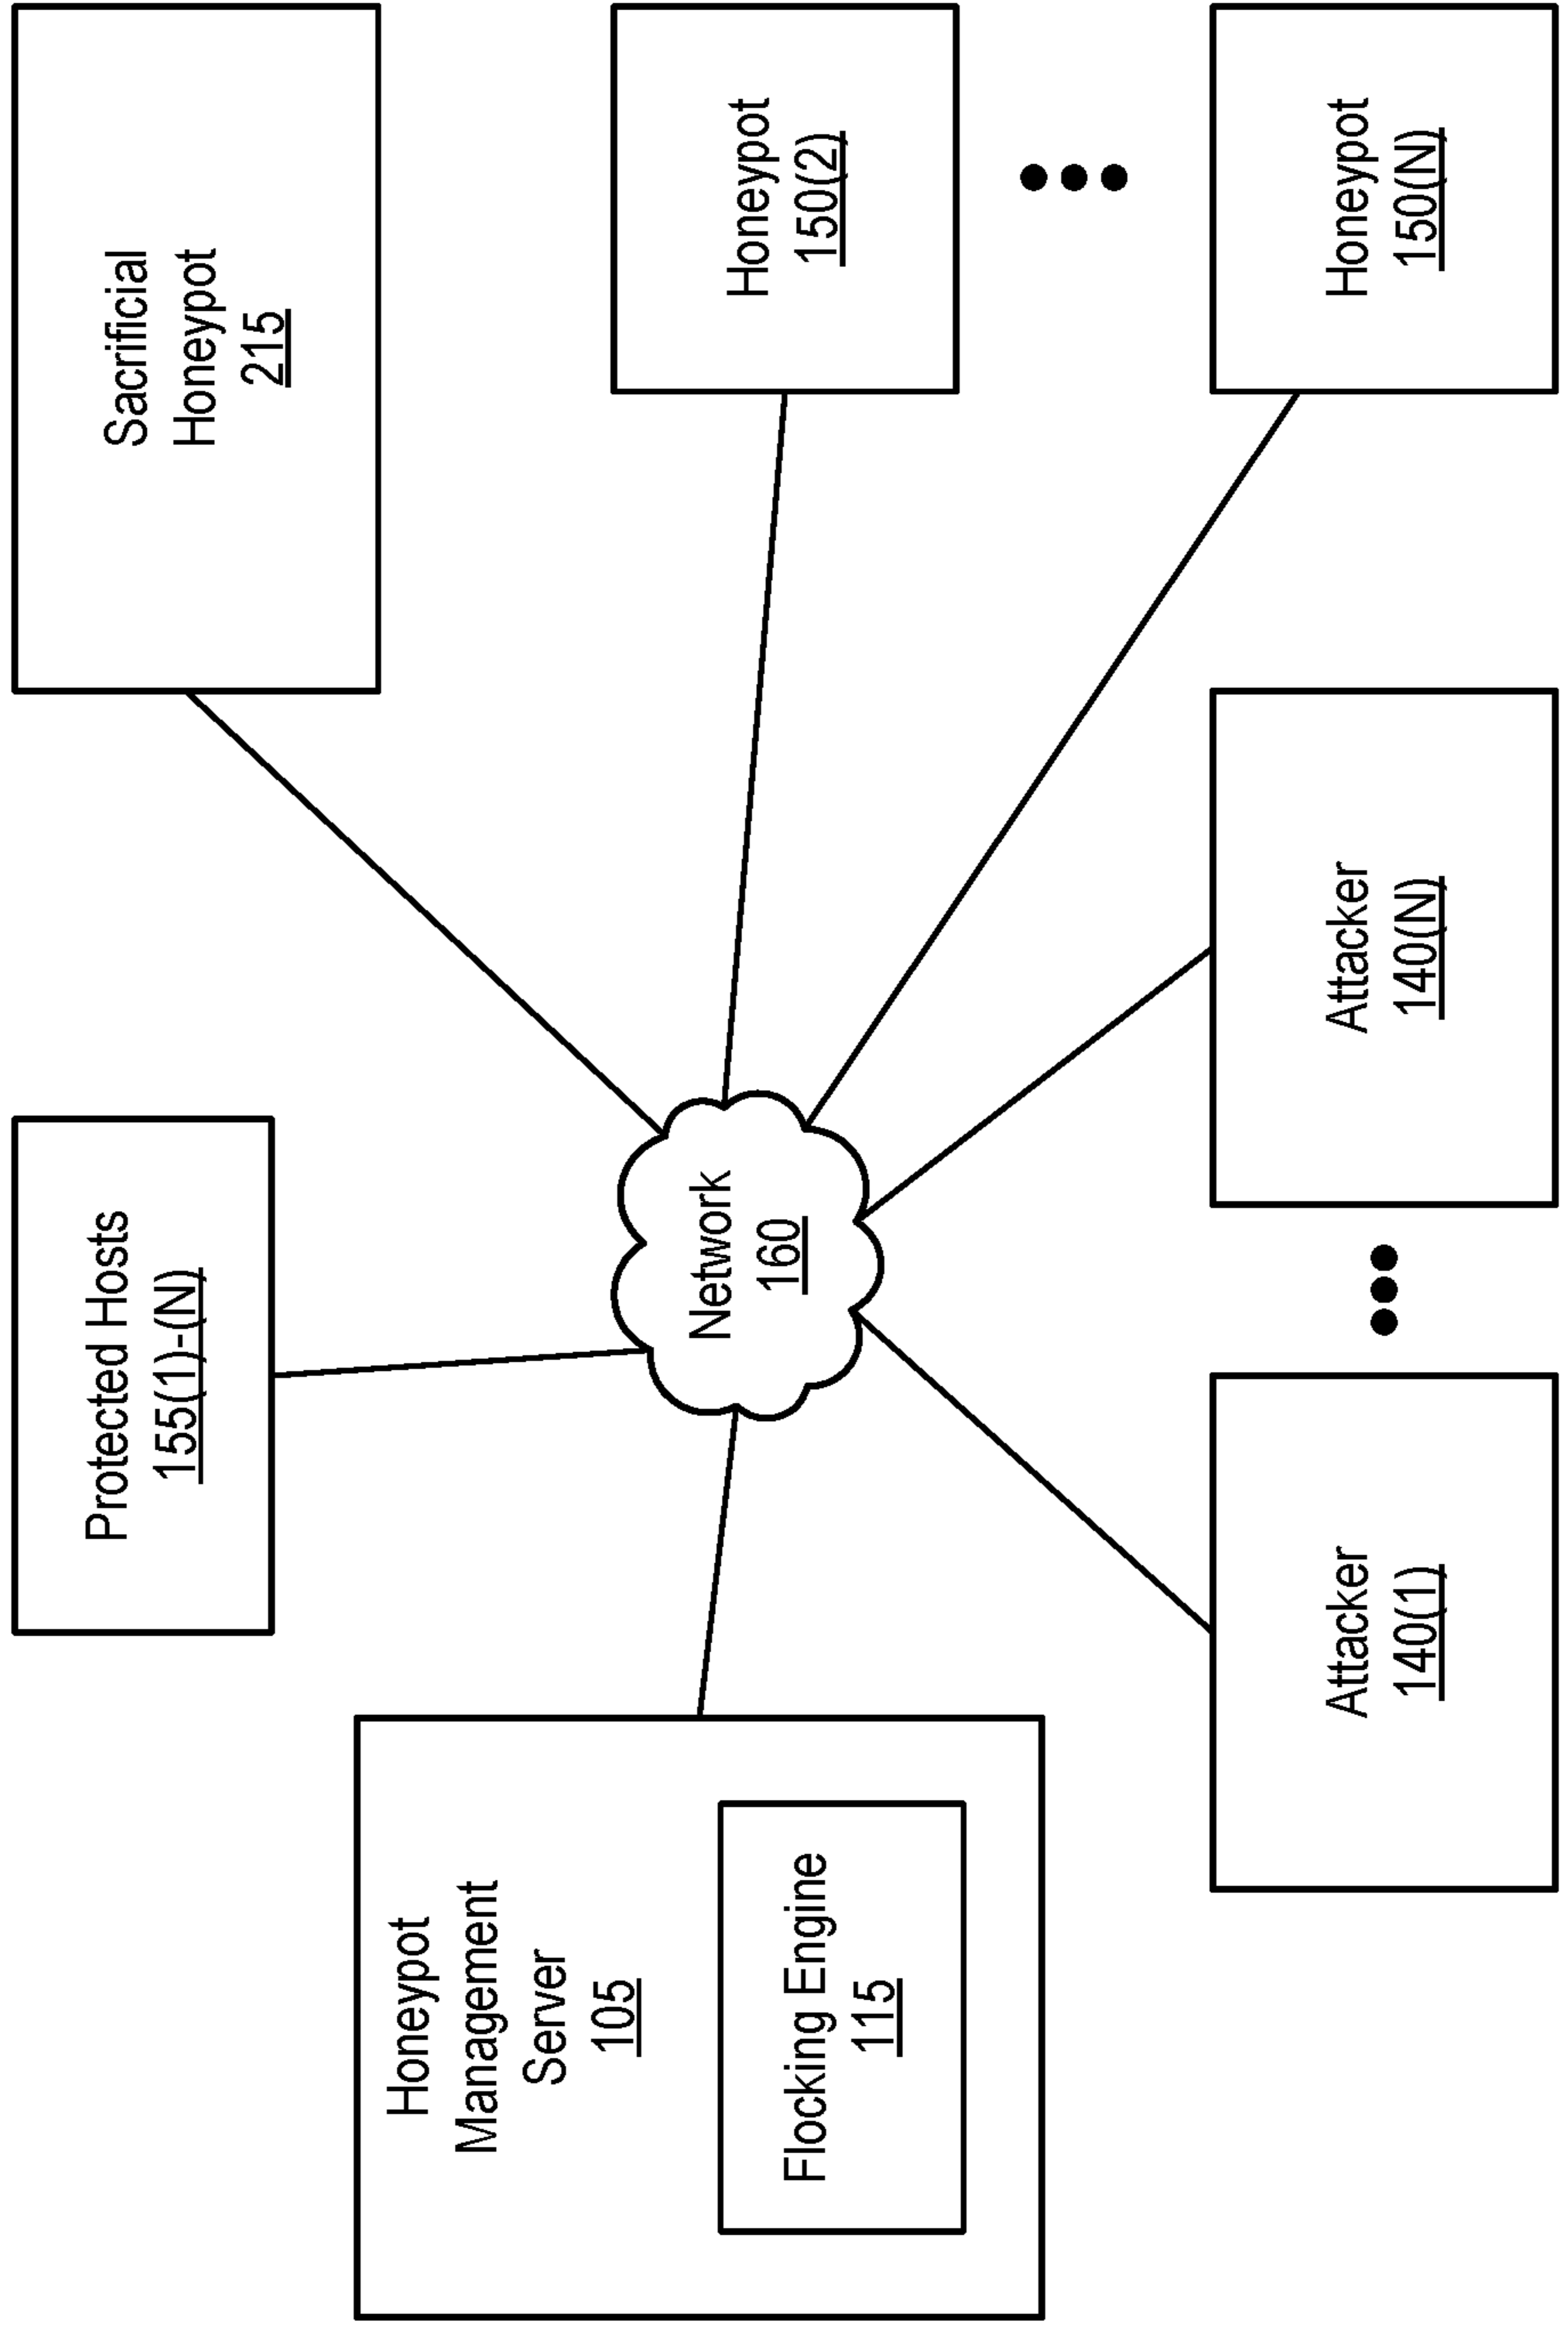 Honeypot
Management
Server
105
Flocking Engine
115
Protected Hosts
155(1)-(N)
Network
160
Sacrificial
Honeypot
215
Honeypot
150(2)
Honeypot
150(N)
Attacker
140(1)
Attacker
140(N)